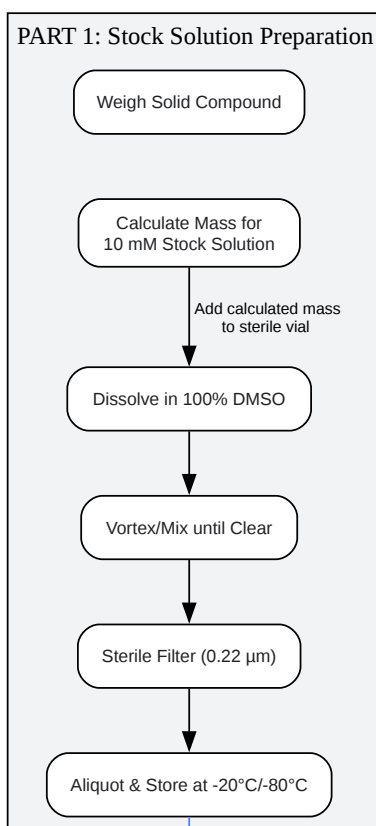 PART 1: Stock Solution Preparation
Weigh Solid Compound
Calculate Mass for
10 mM Stock Solution
Add calculated mass
to sterile vial
Dissolve in 100% DMSO
Vortex/Mix until Clear
Sterile Filter (0.22 µm)
Aliquot & Store at -20°C/-80°C